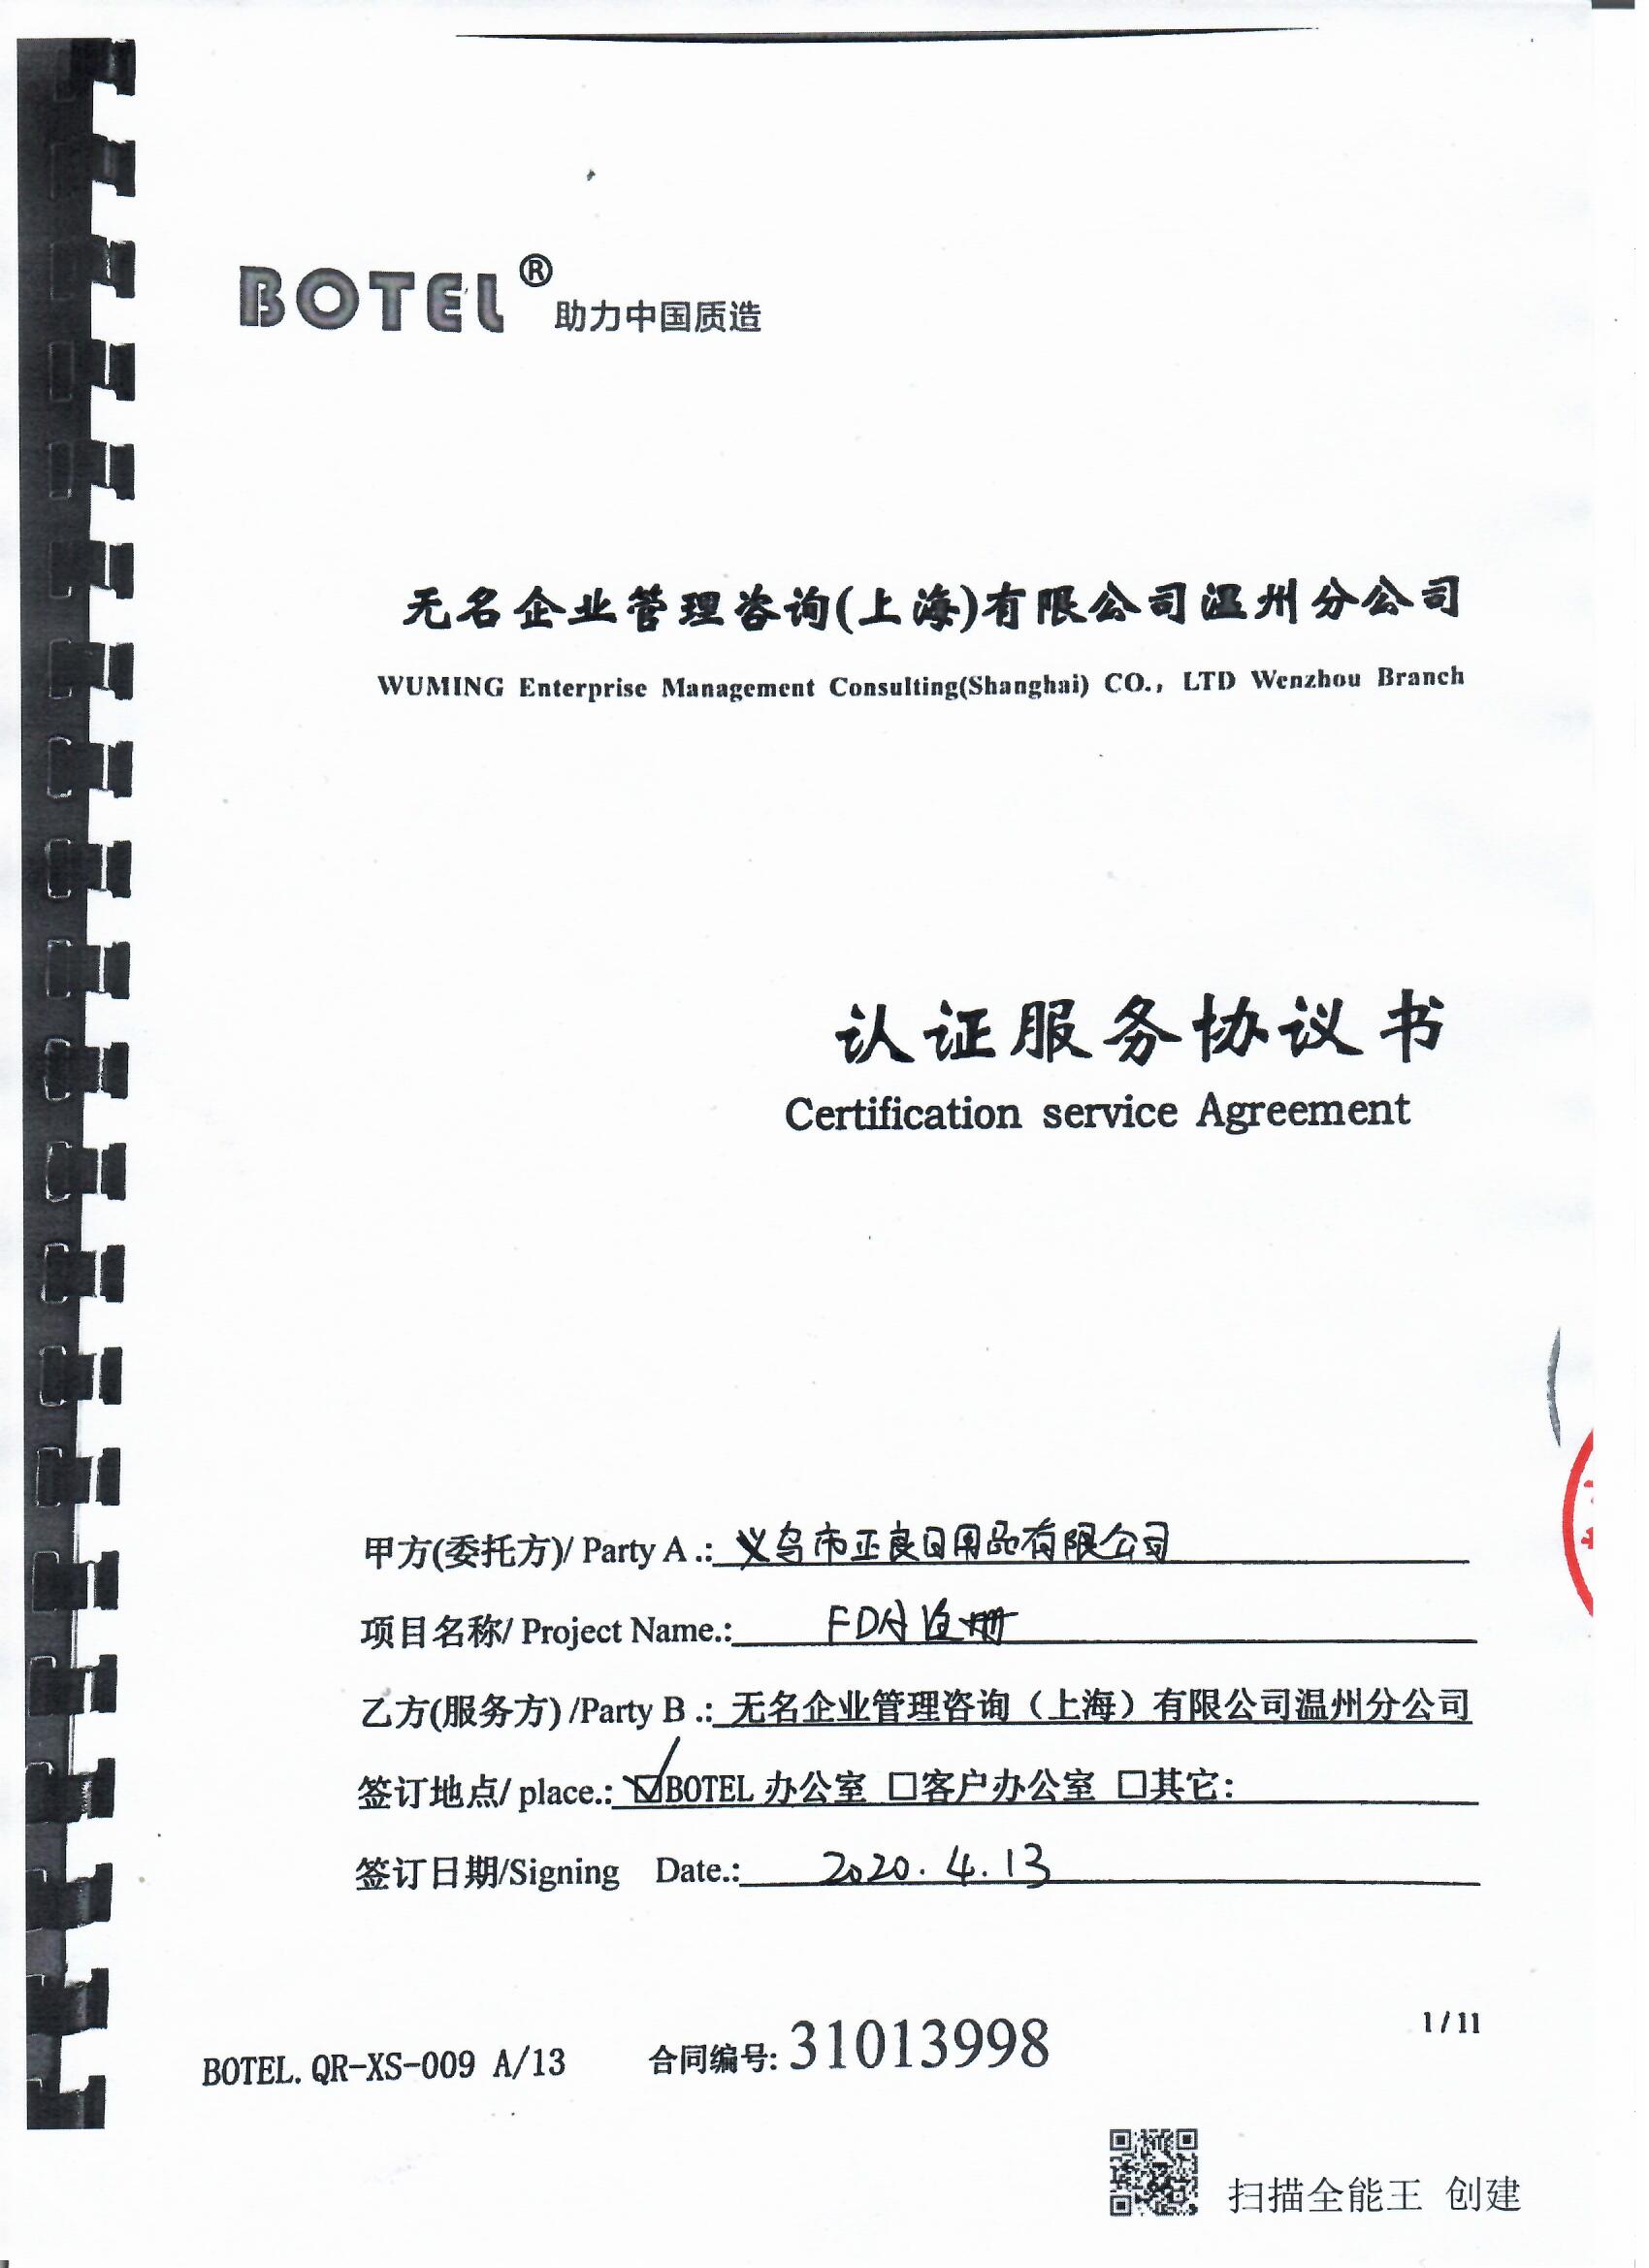 BOTEL® 助力中国质造
无名企业管理咨询(上海)有限公司温州分公司
WUMING Enterprise Management Consulting(Shanghai) CO., LTD Wenzhou Branch
认证服务协议书
Certification service Agreement
甲方(委托方)/ Party A .: 义乌市正良日用品有限公司
项目名称/ Project Name.: FDA 注册
乙方(服务方) /Party B .: 无名企业管理咨询（上海）有限公司温州分公司
签订地点/ place.: ☑BOTEL 办公室 □客户办公室 □其它:
签订日期/Signing Date.: 2020.4.13
1/11
BOTEL. QR-XS-009 A/13 合同编号: 31013998
扫描全能王 创建